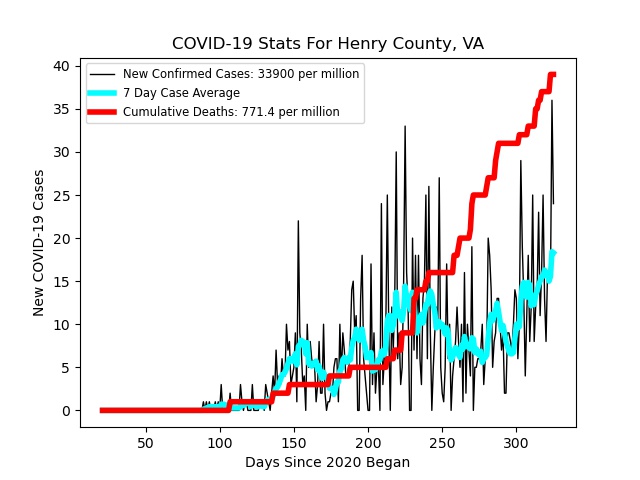 COVID-19 Stats For Henry County, VA
New Confirmed Cases: 33900 per million
7 Day Case Average
Cumulative Deaths: 771.4 per million
New COVID-19 Cases
40
35
30
25
20
15
10
5
0
50 100 150 200 250 300
Days Since 2020 Began